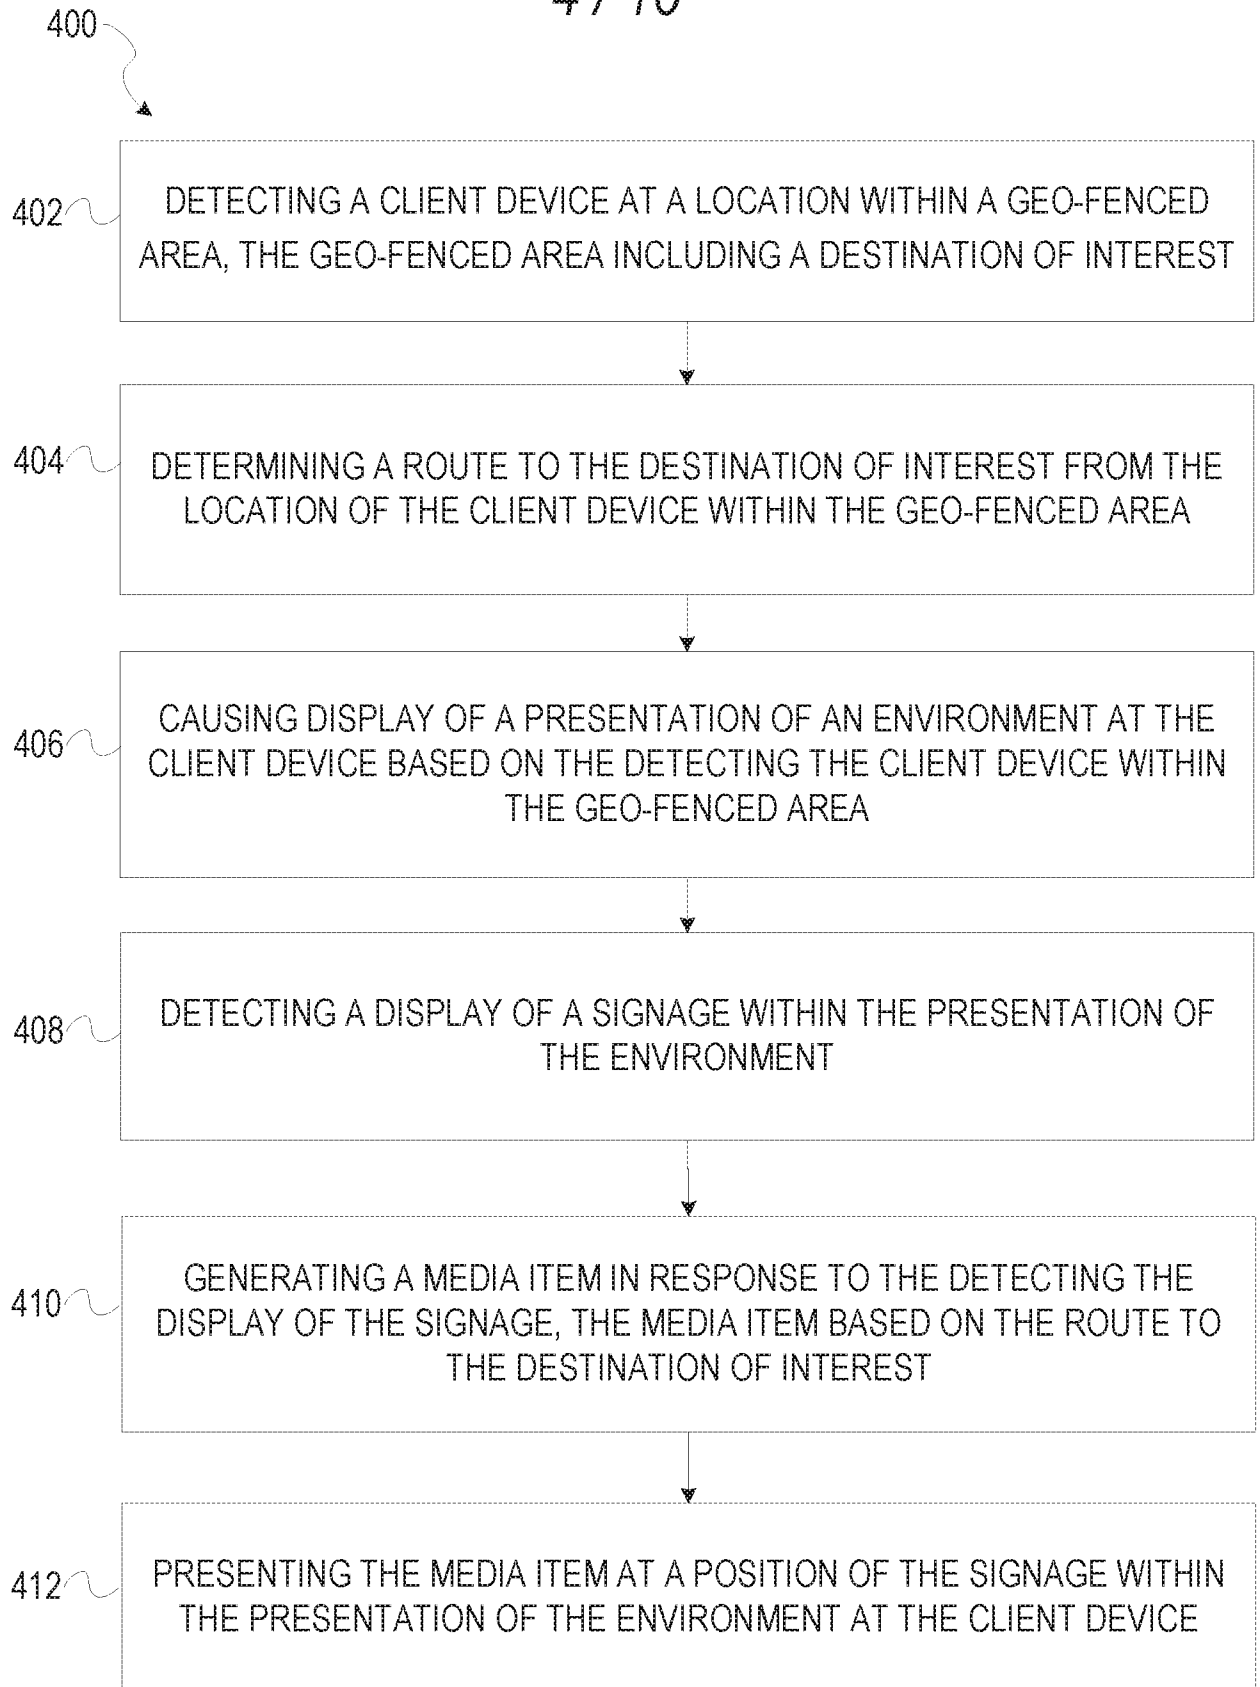 400
402
DETECTING A CLIENT DEVICE AT A LOCATION WITHIN A GEO-FENCED
AREA, THE GEO-FENCED AREA INCLUDING A DESTINATION OF INTEREST
404
DETERMINING A ROUTE TO THE DESTINATION OF INTEREST FROM THE
LOCATION OF THE CLIENT DEVICE WITHIN THE GEO-FENCED AREA
406
CAUSING DISPLAY OF A PRESENTATION OF AN ENVIRONMENT AT THE
CLIENT DEVICE BASED ON THE DETECTING THE CLIENT DEVICE WITHIN
THE GEO-FENCED AREA
408
DETECTING A DISPLAY OF A SIGNAGE WITHIN THE PRESENTATION OF
THE ENVIRONMENT
410
GENERATING A MEDIA ITEM IN RESPONSE TO THE DETECTING THE
DISPLAY OF THE SIGNAGE, THE MEDIA ITEM BASED ON THE ROUTE TO
THE DESTINATION OF INTEREST
412
PRESENTING THE MEDIA ITEM AT A POSITION OF THE SIGNAGE WITHIN
THE PRESENTATION OF THE ENVIRONMENT AT THE CLIENT DEVICE